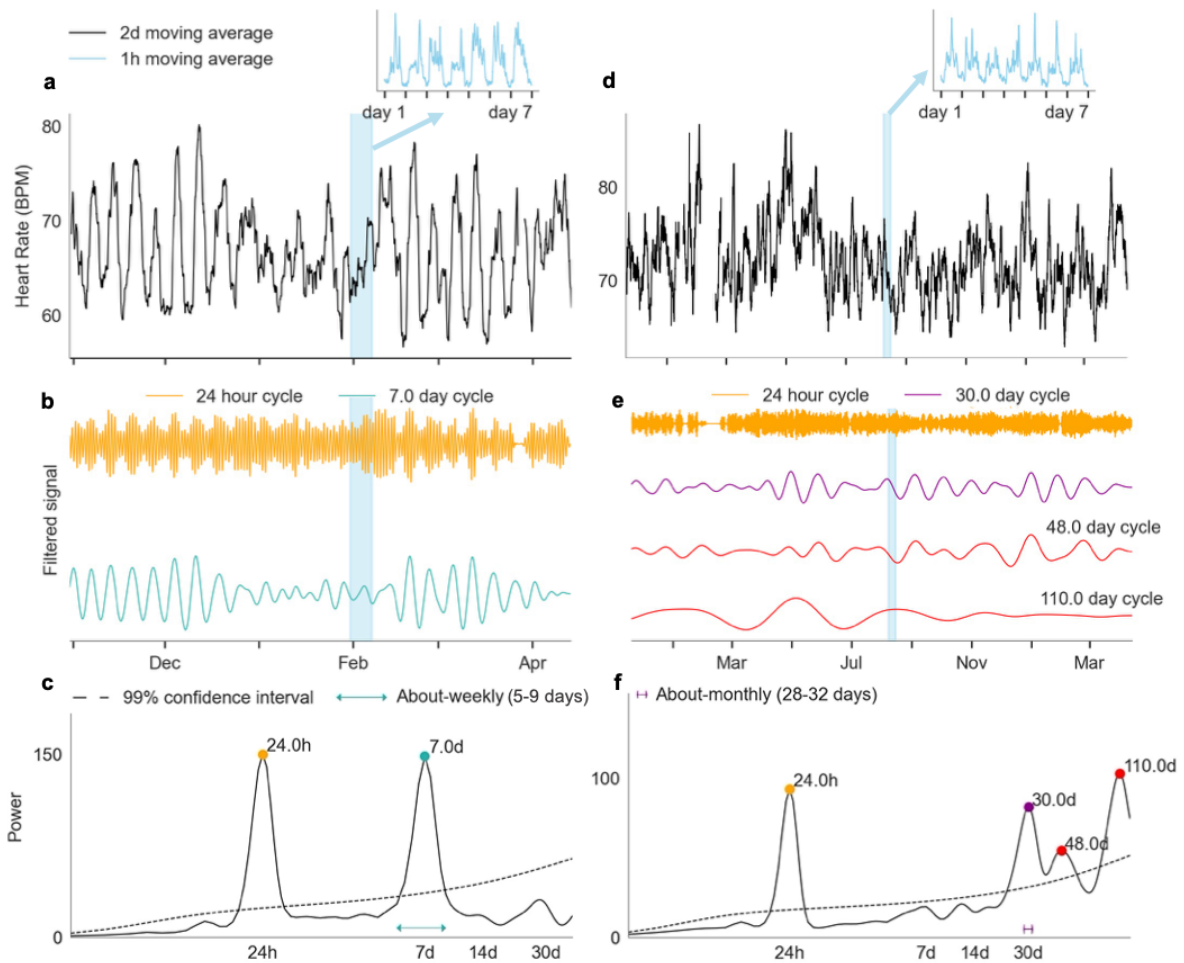 2d moving average
1h moving average
a
day 1 day 7
80
70
60
Heart Rate (BPM)
d
day 1 day 7
80
70
b
24 hour cycle 7.0 day cycle
Filtered signal
Dec Feb Apr
e
24 hour cycle 30.0 day cycle
48.0 day cycle
110.0 day cycle
Mar Jul Nov Mar
c
99% confidence interval About-weekly (5-9 days)
150
24.0h 7.0d
Power
0
24h 7d 14d 30d
f
About-monthly (28-32 days)
110.0d
100
24.0h
30.0d
48.0d
0
24h 7d 14d 30d